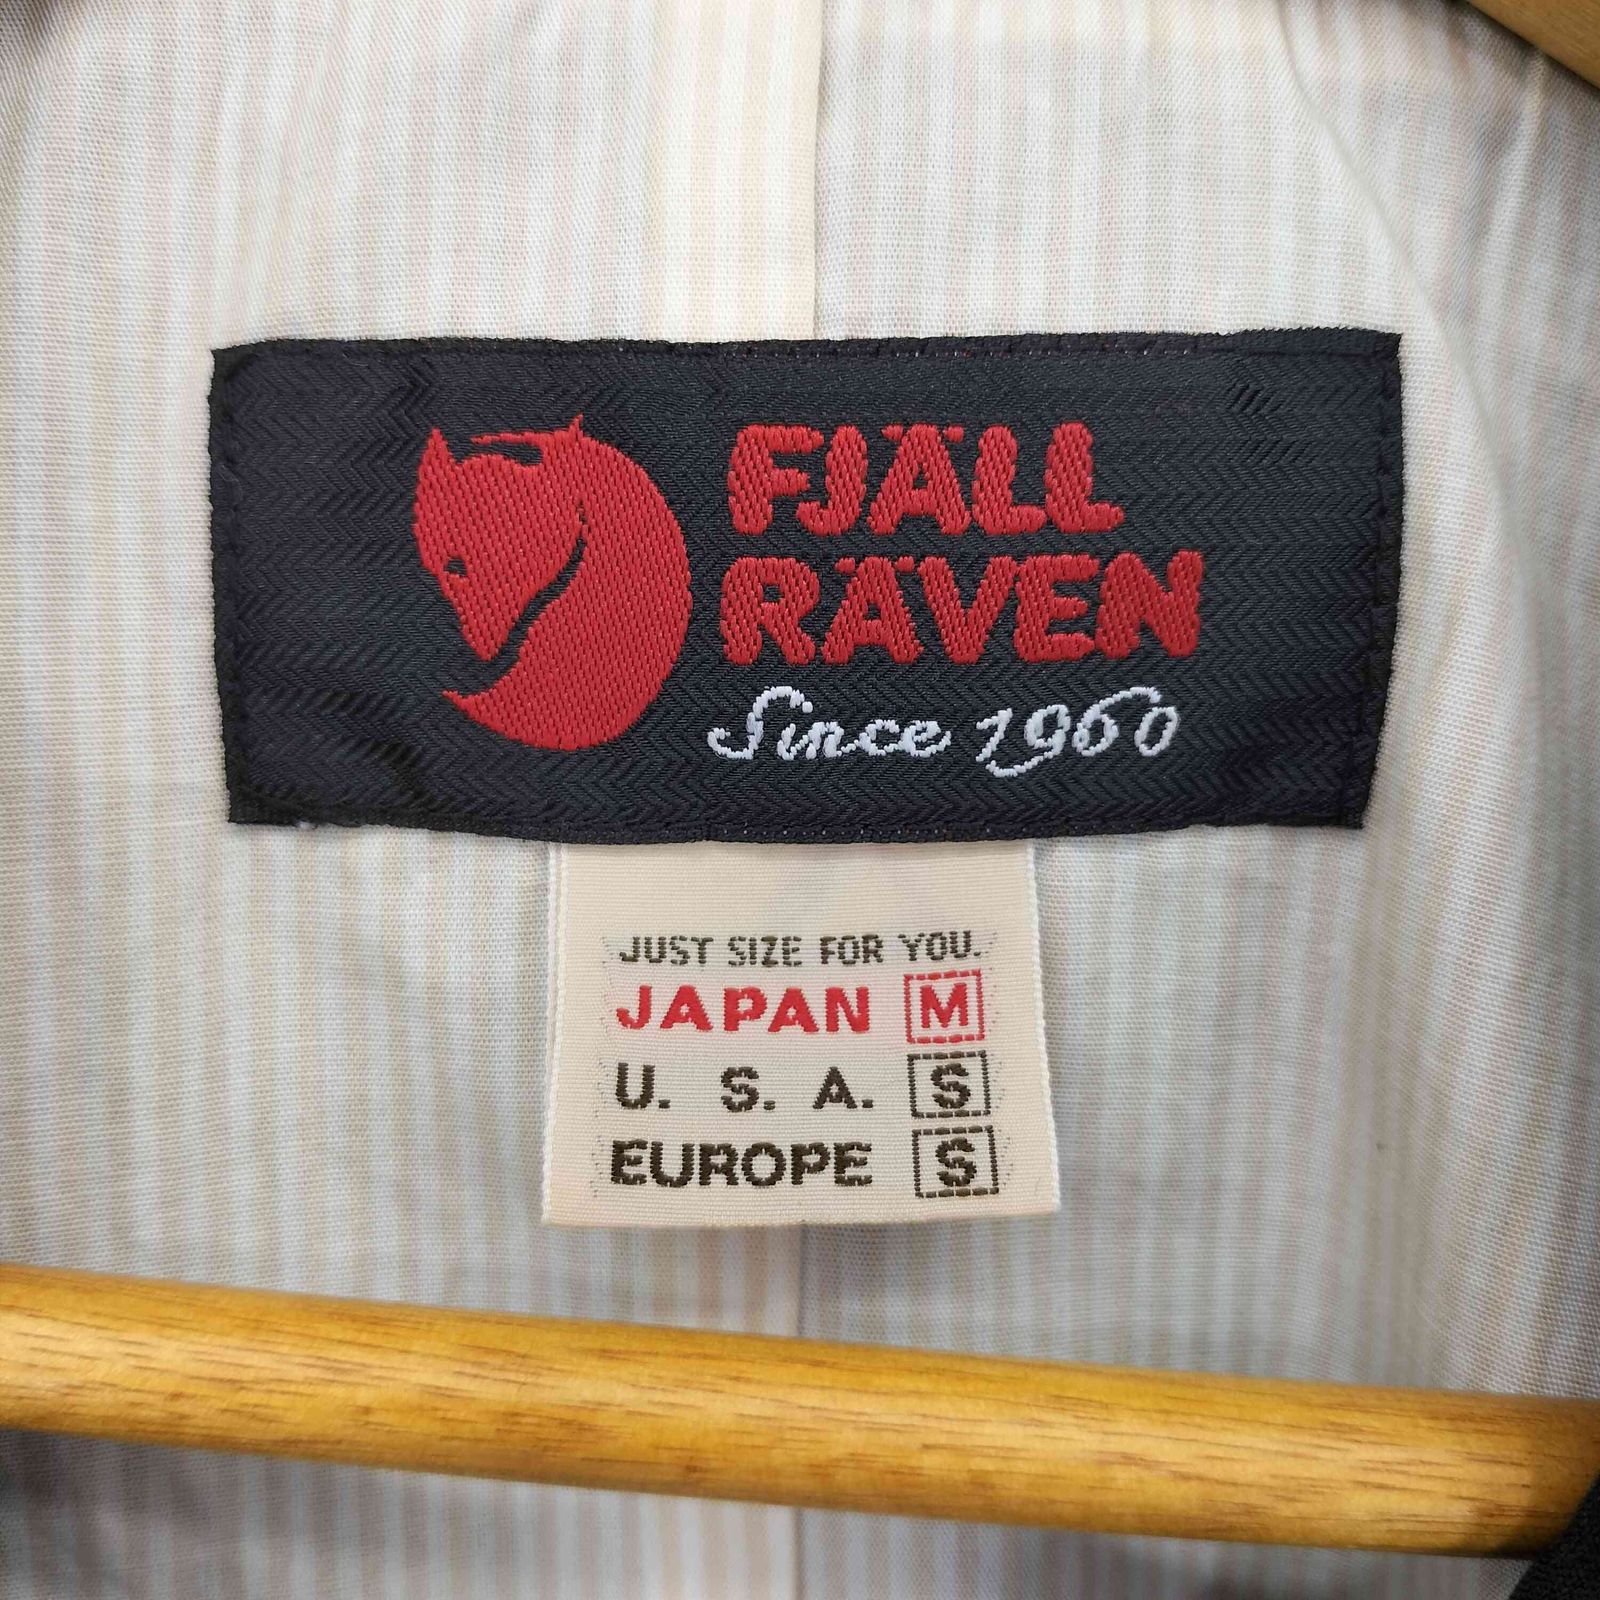 FJÄLL
RÄVEN
Since 1960
JUST SIZE FOR YOU.
JAPAN M
U. S. A. S
EUROPE S